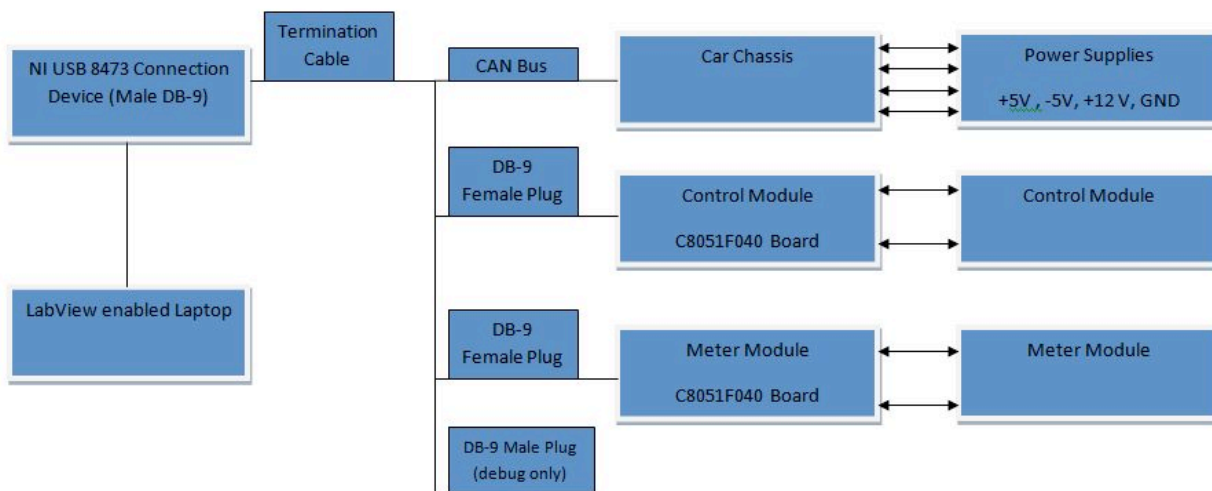 NI USB 8473 Connection
Device (Male DB-9)
Termination
Cable
CAN Bus
Car Chassis
Power Supplies
+5V , -5V, +12 V, GND
DB-9
Female Plug
Control Module
C8051F040 Board
Control Module
LabView enabled Laptop
DB-9
Female Plug
Meter Module
C8051F040 Board
Meter Module
DB-9 Male Plug
(debug only)